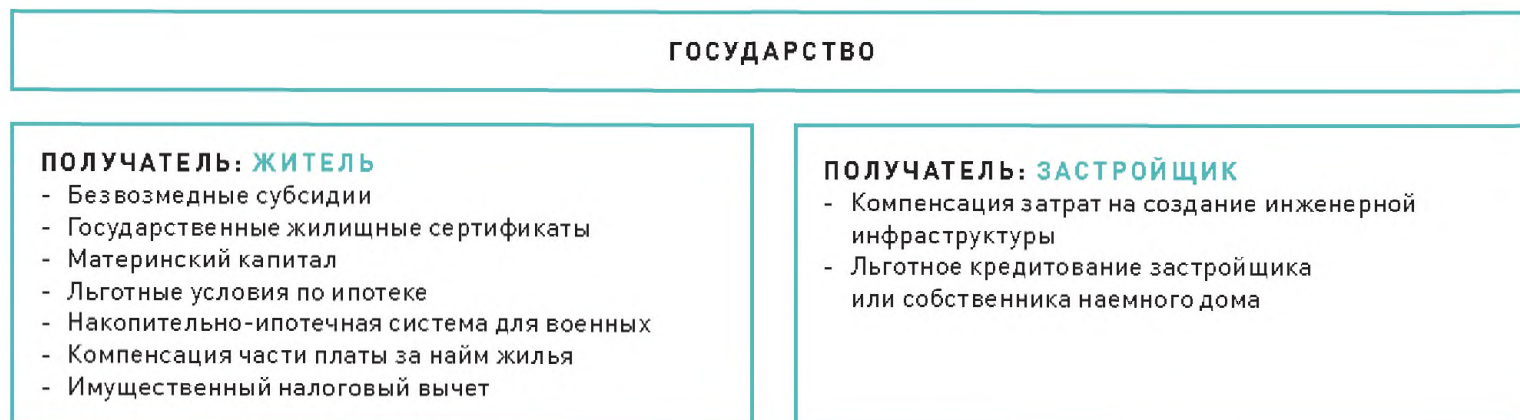 ГОСУДАРСТВО
ПОЛУЧАТЕЛЬ: ЖИТЕЛЬ
- Безвозмедные субсидии
- Государственные жилищные сертификаты
- Материнский капитал
- Льготные условия по ипотеке
- Накопительно-ипотечная система для военных
- Компенсация части платы за найм жилья
- Имущественный налоговый вычет
ПОЛУЧАТЕЛЬ: ЗАСТРОЙЩИК
- Компенсация затрат на создание инженерной
инфраструктуры
- Льготное кредитование застройщика
или собственника наемного дома